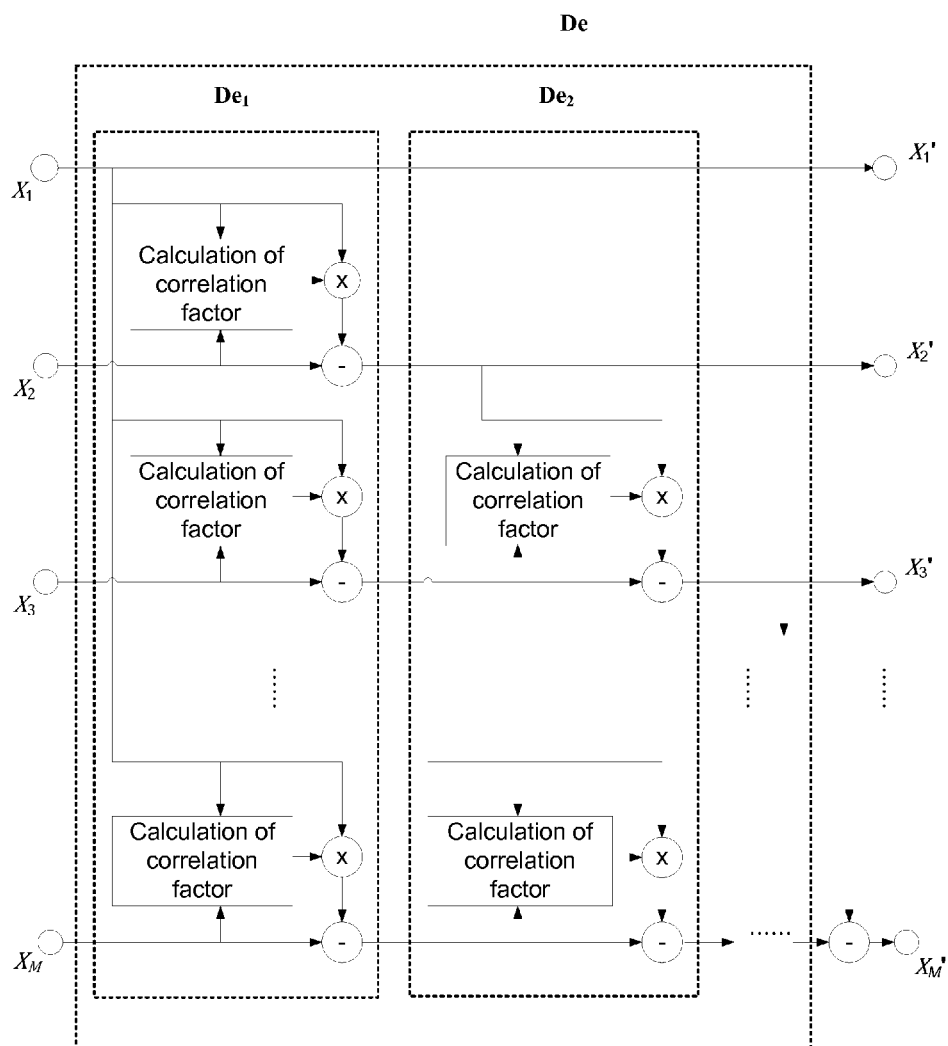 De
De₁ De₂
X₁ X₁'
Calculation of
correlation
factor
x
X₂ - X₂'
Calculation of
correlation
factor
x
Calculation of
correlation
factor
x
X₃ - - X₃'
...... ...... ......
Calculation of
correlation
factor
x
Calculation of
correlation
factor
x
X_M - - ...... - X_M'